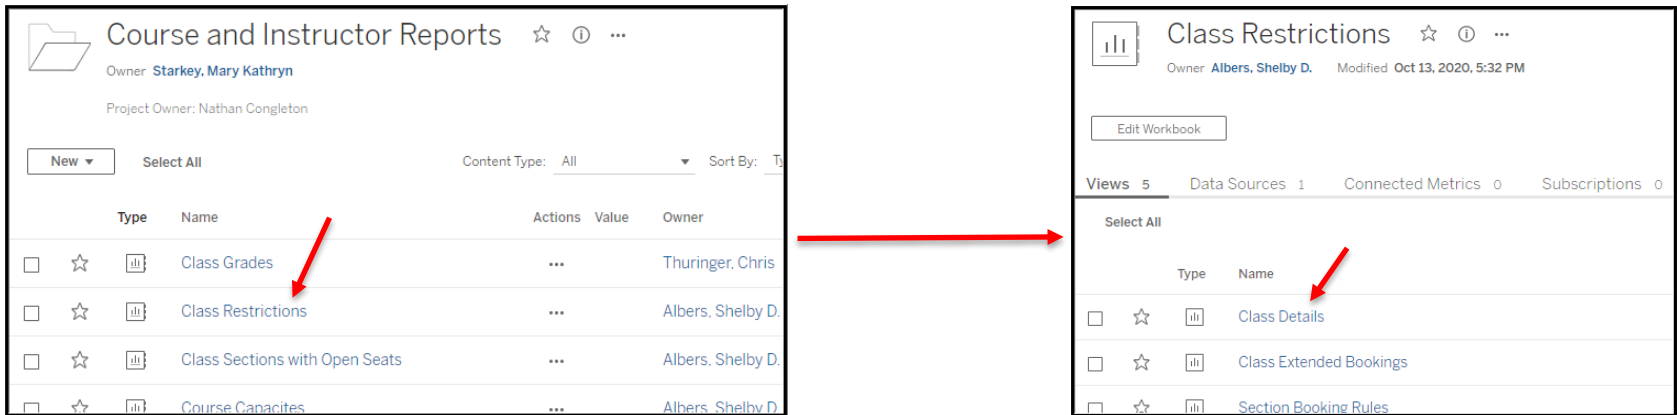 Course and Instructor Reports
Owner Starkey, Mary Kathryn
Project Owner: Nathan Congleton
New Select All Content Type: All Sort By:
Type Name Actions Value Owner
Class Grades Thuringer, Chris
Class Restrictions Albers, Shelby D.
Class Sections with Open Seats Albers, Shelby D.
Course Capacites Albers, Shelby D
Class Restrictions
Owner Albers, Shelby D. Modified Oct 13, 2020, 5:32 PM
Edit Workbook
Views 5 Data Sources 1 Connected Metrics 0 Subscriptions 0
Select All
Type Name
Class Details
Class Extended Bookings
Section Booking Rules